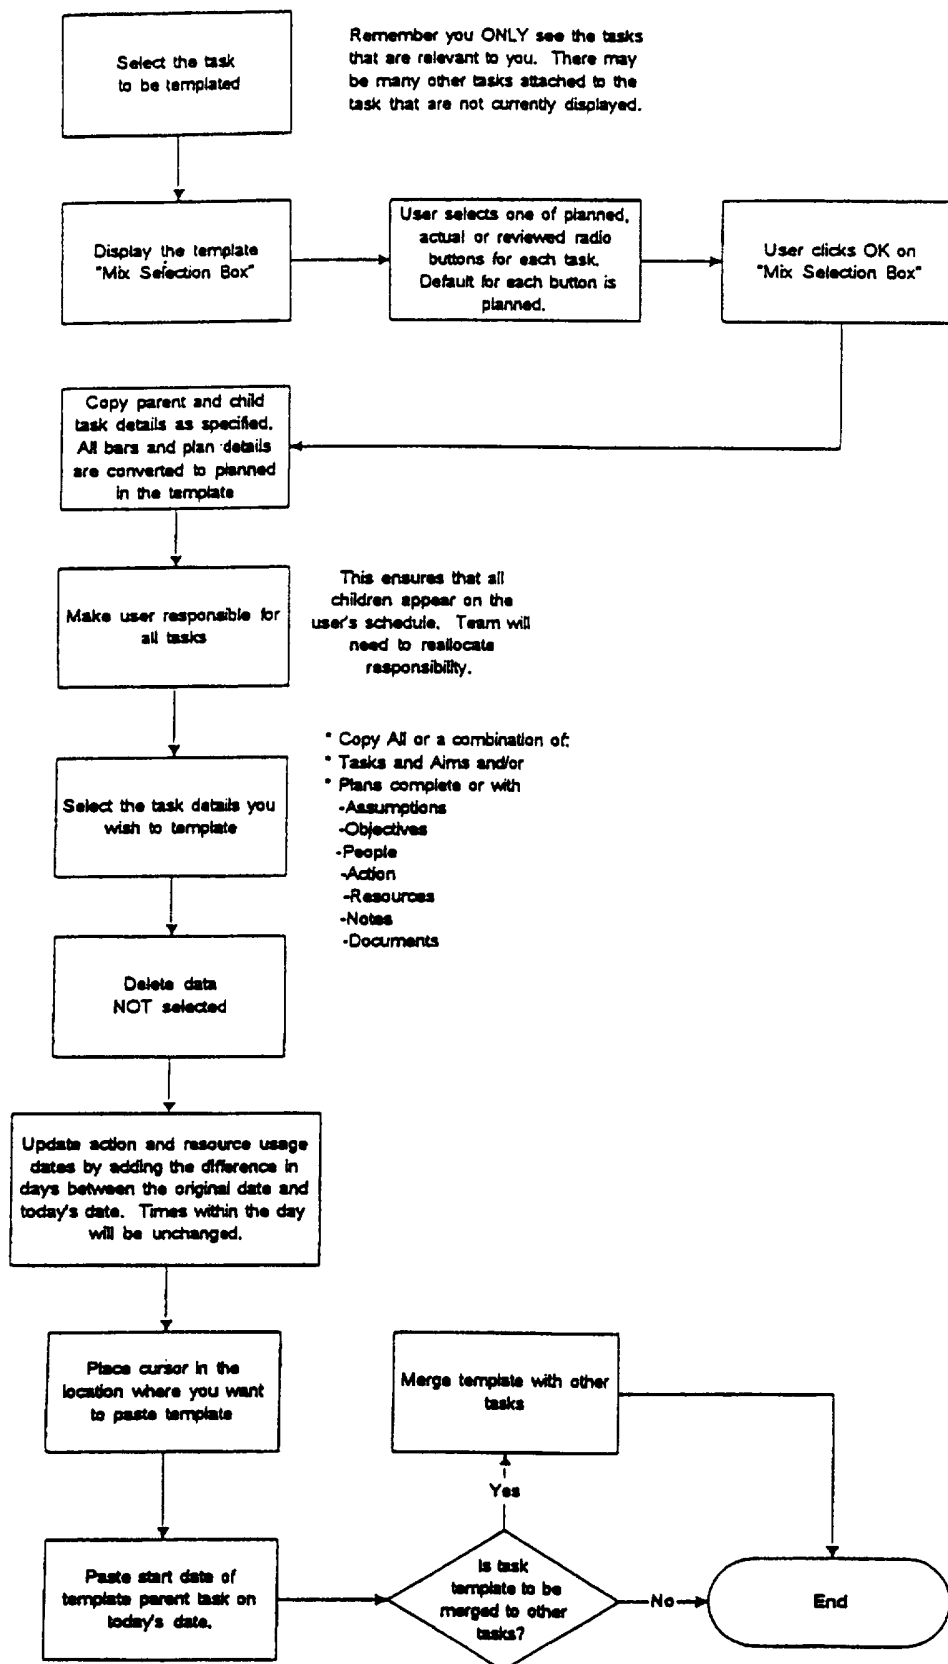 Select the task
to be templated
Remember you ONLY see the tasks
that are relevant to you. There may
be many other tasks attached to the
task that are not currently displayed.
Display the template
"Mix Selection Box"
User selects one of planned,
actual or reviewed radio
buttons for each task.
Default for each button is
planned.
User clicks OK on
"Mix Selection Box"
Copy parent and child
task details as specified.
All bars and plan details
are converted to planned
in the template
Make user responsible for
all tasks
This ensures that all
children appear on the
user's schedule. Team will
need to reallocate
responsibility.
Select the task details you
wish to template
* Copy All or a combination of:
* Tasks and Aims and/or
* Plans complete or with
-Assumptions
-Objectives
-People
-Action
-Resources
-Notes
-Documents
Delete data
NOT selected
Update action and resource usage
dates by adding the difference in
days between the original date and
today's date. Times within the day
will be unchanged.
Place cursor in the
location where you want
to paste template
Merge template with other
tasks
Yes
Paste start date of
template parent task on
today's date.
Is task
template to be
merged to other
tasks?
No
End